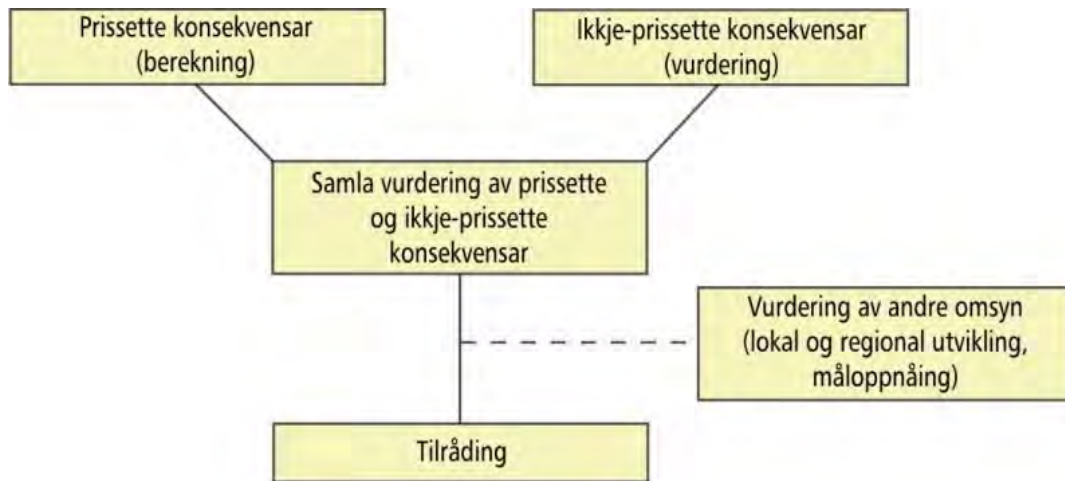 Prissette konsekvensar
(berekning)
Ikkje-prissette konsekvensar
(vurdering)
Samla vurdering av prissette
og ikkje-prissette
konsekvensar
Vurdering av andre omsyn
(lokal og regional utvikling,
måloppnåing)
Tilråding